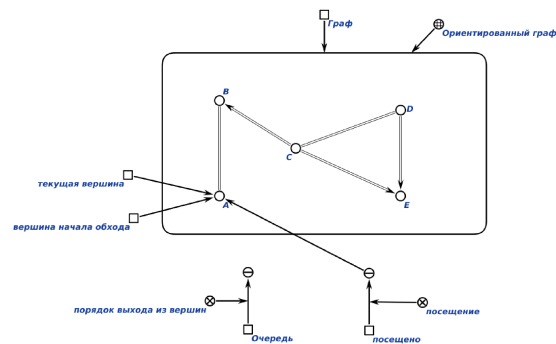 Граф
Ориентированный граф
B
D
C
текущая вершина
A
E
вершина начала обхода
порядок выхода из вершин
посещение
Очередь
посещено